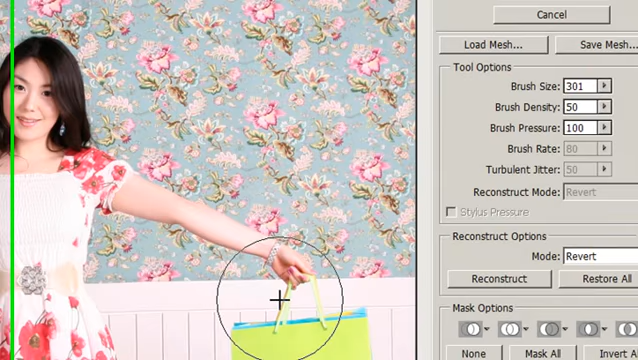 Cancel
Load Mesh... Save Mesh...
Tool Options
Brush Size: 301
Brush Density: 50
Brush Pressure: 100
Brush Rate: 80
Turbulent Jitter: 50
Reconstruct Mode: Revert
Stylus Pressure
Reconstruct Options
Mode: Revert
Reconstruct Restore All
Mask Options
None Mask All Invert A